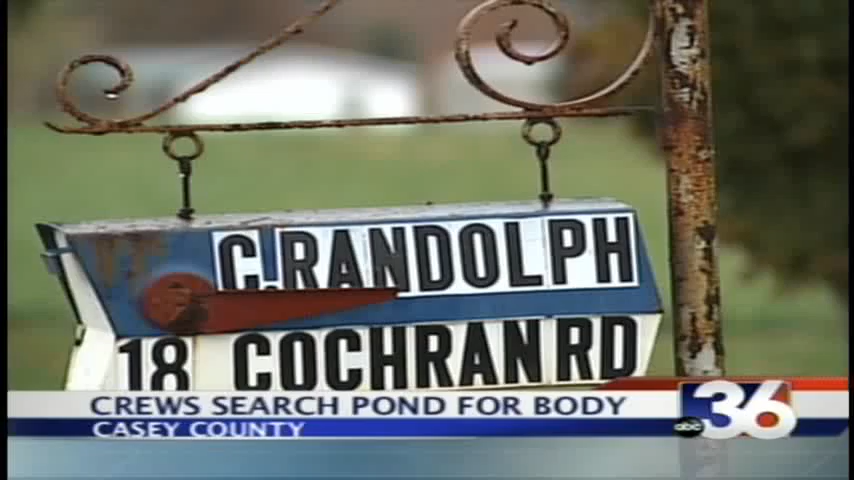 C.RANDOLPH
18 COCHRAN RD
CREWS SEARCH POND FOR BODY
CASEY COUNTY
abc 36